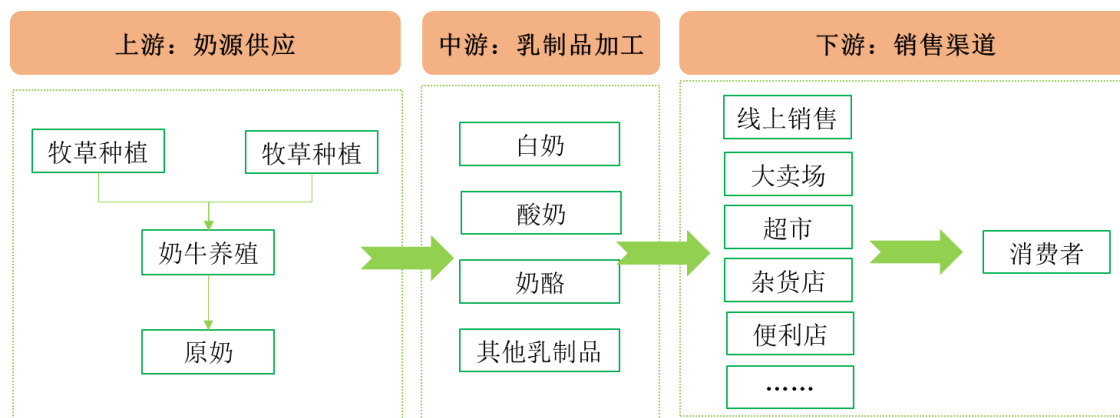 上游：奶源供应
中游：乳制品加工
下游：销售渠道
牧草种植
牧草种植
奶牛养殖
原奶
白奶
酸奶
奶酪
其他乳制品
线上销售
大卖场
超市
杂货店
便利店
……
消费者